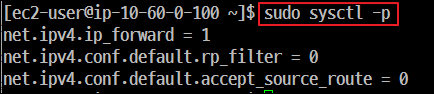 [ec2-user@ip-10-60-0-100 ~]$ sudo sysctl -p
net.ipv4.ip_forward = 1
net.ipv4.conf.default.rp_filter = 0
net.ipv4.conf.default.accept_source_route = 0